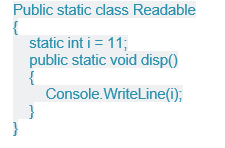 Public static class Readable
{
static int i = 11;
public static void disp()
{
Console.WriteLine(i);
}
}